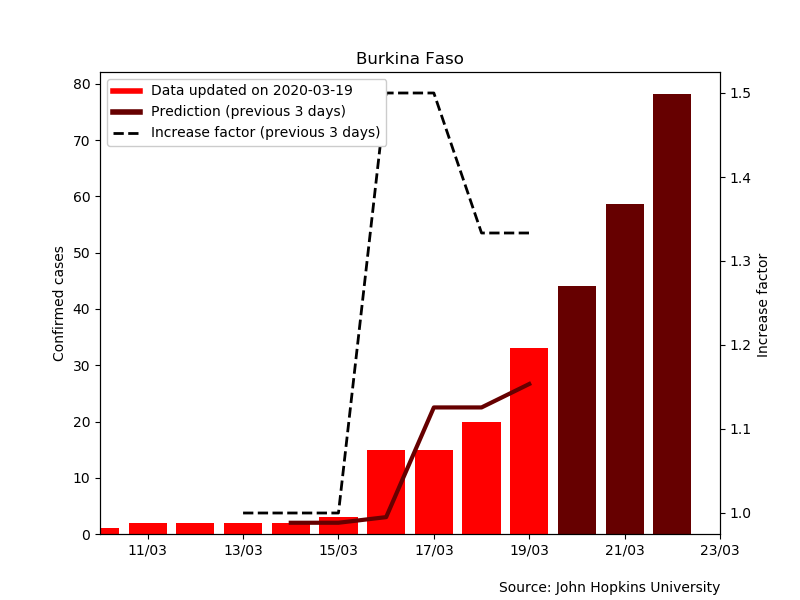 Burkina Faso
Data updated on 2020-03-19
Prediction (previous 3 days)
Increase factor (previous 3 days)
Confirmed cases
80
70
60
50
40
30
20
10
0
1.5
1.4
1.3
1.2
1.1
1.0
Increase factor
11/03 13/03 15/03 17/03 19/03 21/03 23/03
Source: John Hopkins University